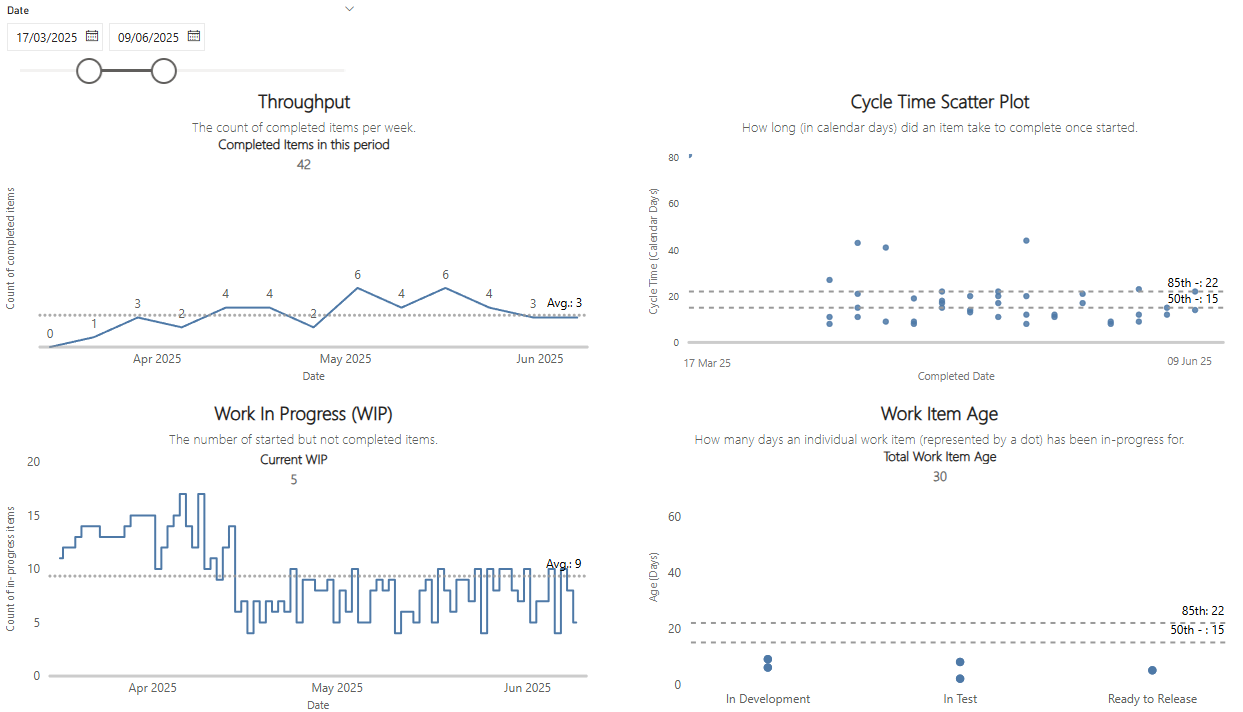 Date
17/03/2025
09/06/2025
Throughput
The count of completed items per week.
Completed Items in this period
42
Count of completed items
0
1
3
2
4
4
2
6
4
6
4
3
Avg.: 3
Apr 2025
May 2025
Jun 2025
Date
Cycle Time Scatter Plot
How long (in calendar days) did an item take to complete once started.
Cycle Time (Calendar Days)
80
60
40
20
0
85th -: 22
50th -: 15
17 Mar 25
09 Jun 25
Completed Date
Work In Progress (WIP)
The number of started but not completed items.
Current WIP
5
Count of in-progress items
20
15
10
5
0
Avg.: 9
Apr 2025
May 2025
Jun 2025
Date
Work Item Age
How many days an individual work item (represented by a dot) has been in-progress for.
Total Work Item Age
30
Age (Days)
60
40
20
0
85th: 22
50th - : 15
In Development
In Test
Ready to Release